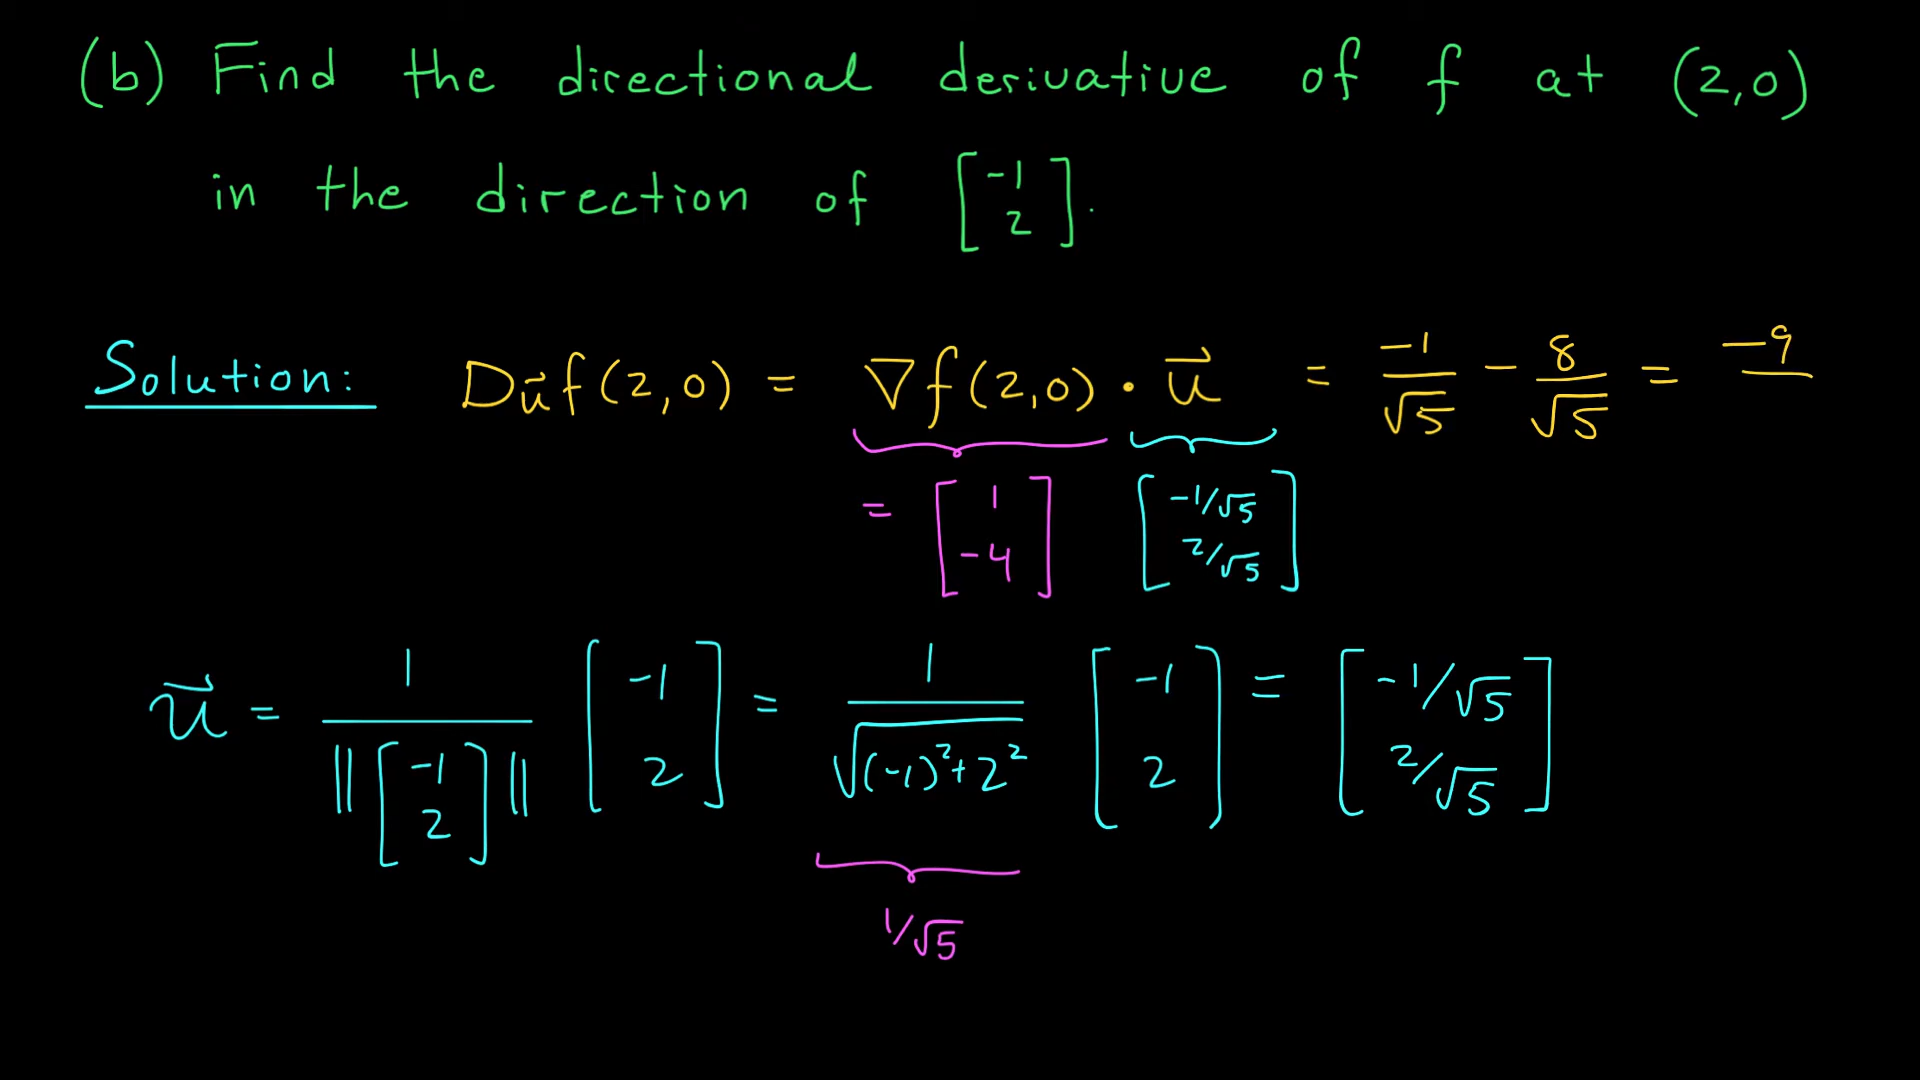 (b) Find the directional derivative of f at (2,0)
in the direction of [-1 2].
Solution: D_u⃗ f(2,0) = ∇f(2,0) • u⃗ = -1/√5 - 8/√5 = -9/
= [1 -4] [-1/√5 2/√5]
u⃗ = 1/||[-1 2]|| [-1 2] = 1/√((-1)²+2²) [-1 2] = [-1/√5 2/√5]
1/√5